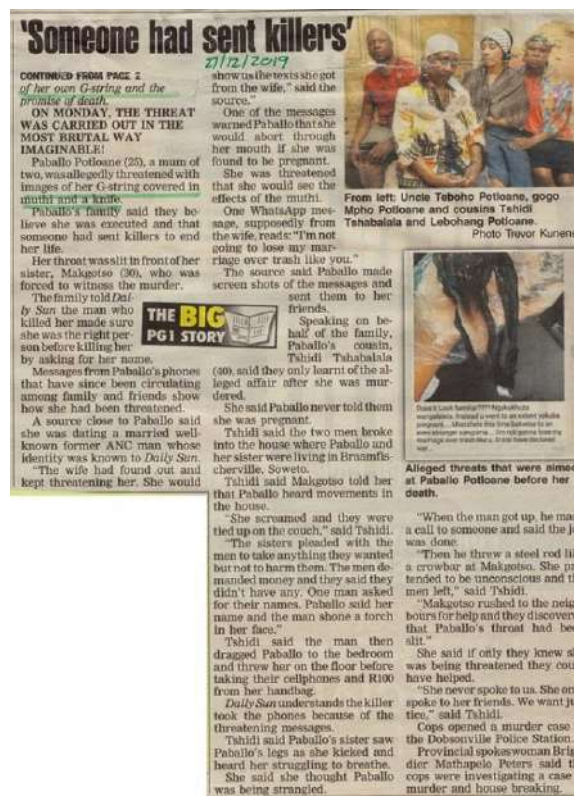 'Someone had sent killers'
27/12/2019
CONTINUED FROM PAGE 2
of her own G-string and the
promise of death.
ON MONDAY, THE THREAT
WAS CARRIED OUT IN THE
MOST BRUTAL WAY
IMAGINABLE!
Paballo Potloane (25), a mum of
two, was allegedly threatened with
images of her G-string covered in
muthi and a knife.
Paballo's family said they be-
lieve she was executed and that
someone had sent killers to end
her life.
Her throat was slit in front of her
sister, Makgotso (30), who was
forced to witness the murder.
The family told Dai-
ly Sun the man who
killed her made sure
she was the right per-
son before killing her
by asking for her name.
Messages from Paballo's phones
that have since been circulating
among family and friends show
how she had been threatened.
A source close to Paballo said
she was dating a married well-
known former ANC man whose
identity was known to Daily Sun.
"The wife had found out and
kept threatening her. She would
THE BIG
PG1 STORY
show us the texts she got
from the wife," said the
source."
One of the messages
warned Paballo that she
would abort through
her mouth if she was
found to be pregnant.
She was threatened
that she would see the
effects of the muthi.
One WhatsApp mes-
sage, supposedly from
the wife, reads: "I'm not
going to lose my mar-
riage over trash like you."
The source said Paballo made
screen shots of the messages and
sent them to her
friends.
Speaking on be-
half of the family,
Paballo's cousin,
Tshidi Tshabalala
(40), said they only learnt of the al-
leged affair after she was mur-
dered.
She said Paballo never told them
she was pregnant.
Tshidi said the two men broke
into the house where Paballo and
her sister were living in Braamfis-
cherville, Soweto.
Tshidi said Makgotso told her
that Paballo heard movements in
the house.
"She screamed and they were
tied up on the couch," said Tshidi.
"The sisters pleaded with the
men to take anything they wanted
but not to harm them. The men de-
manded money and they said they
didn't have any. One man asked
for their names. Paballo said her
name and the man shone a torch
in her face."
Tshidi said the man then
dragged Paballo to the bedroom
and threw her on the floor before
taking their cellphones and R100
from her handbag.
Daily Sun understands the killer
took the phones because of the
threatening messages.
Tshidi said Paballo's sister saw
Paballo's legs as she kicked and
heard her struggling to breathe.
She said she thought Paballo
was being strangled.
From left: Uncle Teboho Potloane, gogo
Mpho Potloane and cousins Tshidi
Tshabalala and Lebohang Potloane.
Photo Trevor Kunene
Alleged threats that were aimed
at Paballo Potloane before her
death.
"When the man got up, he ma
a call to someone and said the j
was done.
"Then he threw a steel rod li
a crowbar at Makgotso. She pr
tended to be unconscious and t
men left," said Tshidi.
"Makgotso rushed to the neig
bours for help and they discover
that Paballo's throat had be
slit."
She said if only they knew s
was being threatened they cou
have helped.
"She never spoke to us. She on
spoke to her friends. We want ju
tice," said Tshidi.
Cops opened a murder case
the Dobsonville Police Station.
Provincial spokeswoman Brig
dier Mathapelo Peters said t
cops were investigating a case
murder and house breaking.